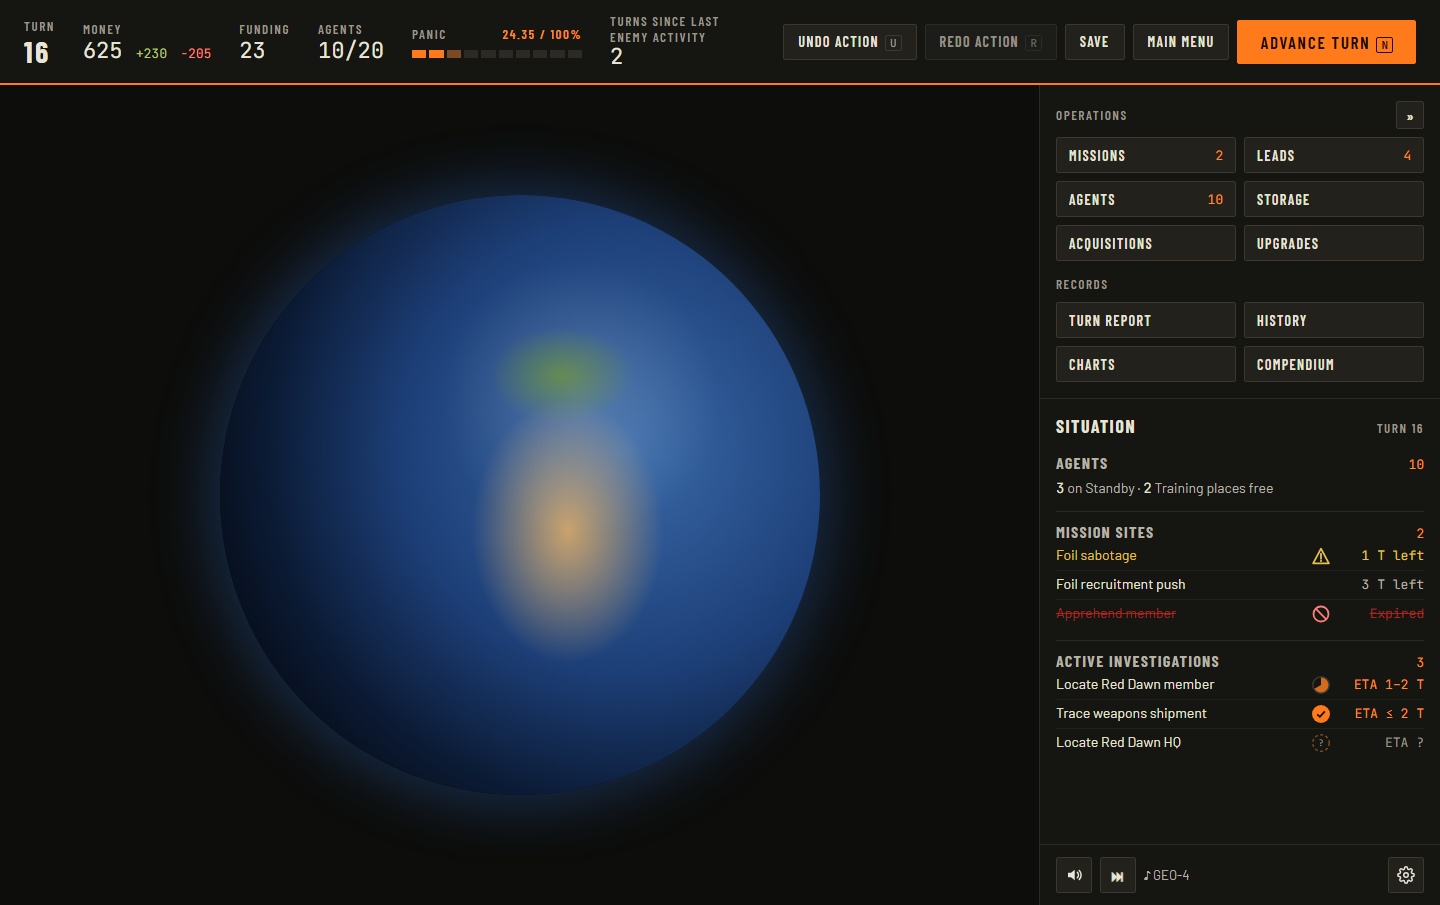 TURN
16
MONEY
625 +230 -205
FUNDING
23
AGENTS
10/20
PANIC 24.35 / 100%
TURNS SINCE LAST
ENEMY ACTIVITY
2
UNDO ACTION U
REDO ACTION R
SAVE
MAIN MENU
ADVANCE TURN N
OPERATIONS »
MISSIONS 2
LEADS 4
AGENTS 10
STORAGE
ACQUISITIONS
UPGRADES
RECORDS
TURN REPORT
HISTORY
CHARTS
COMPENDIUM
SITUATION TURN 16
AGENTS 10
3 on Standby · 2 Training places free
MISSION SITES 2
Foil sabotage 1 T left
Foil recruitment push 3 T left
Apprehend member Expired
ACTIVE INVESTIGATIONS 3
Locate Red Dawn member ETA 1–2 T
Trace weapons shipment ETA ≤ 2 T
Locate Red Dawn HQ ? ETA ?
♪ GEO-4